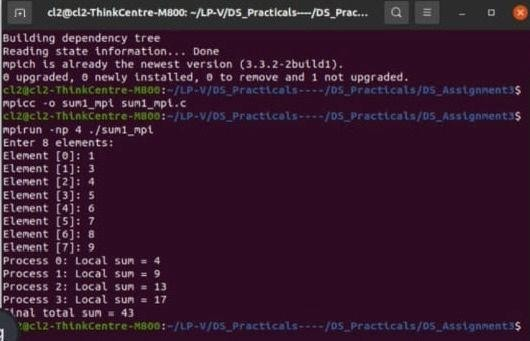 cl2@cl2-ThinkCentre-M800: ~/LP-V/DS_Practicals----/DS_Prac...
Building dependency tree
Reading state information... Done
mpich is already the newest version (3.3.2-2build1).
0 upgraded, 0 newly installed, 0 to remove and 1 not upgraded.
cl2@cl2-ThinkCentre-M800:~/LP-V/DS_Practicals----/DS_Practicals/DS_Assignment3$
mpicc -o sum1_mpi sum1_mpi.c
cl2@cl2-ThinkCentre-M800:~/LP-V/DS_Practicals----/DS_Practicals/DS_Assignment3$
mpirun -np 4 ./sum1_mpi
Enter 8 elements:
Element [0]: 1
Element [1]: 3
Element [2]: 4
Element [3]: 5
Element [4]: 6
Element [5]: 7
Element [6]: 8
Element [7]: 9
Process 0: Local sum = 4
Process 1: Local sum = 9
Process 2: Local sum = 13
Process 3: Local sum = 17
inal total sum = 43
2@cl2-ThinkCentre-M800:~/LP-V/DS_Practicals----/DS_Practicals/DS_Assignment3$